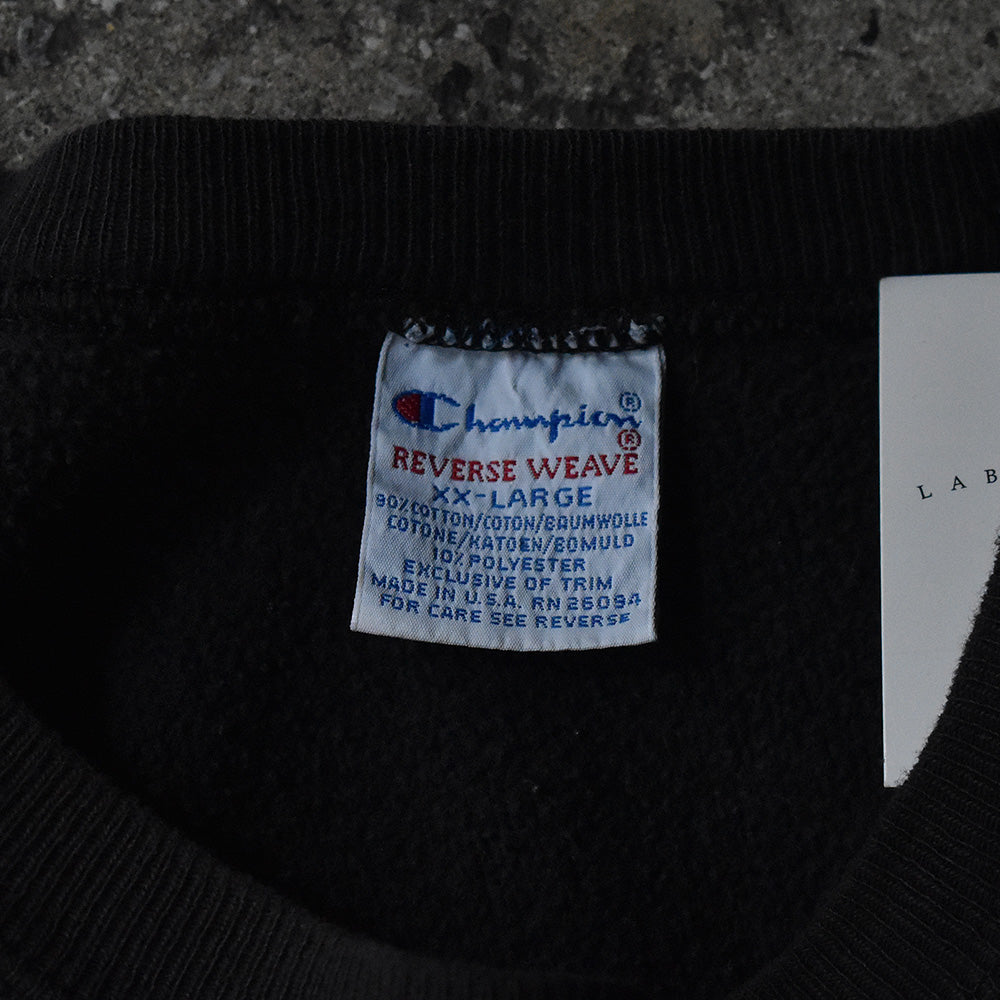 Champion®
REVERSE WEAVE®
XX-LARGE
90% COTTON/COTON/BAUMWOLLE
COTONE/KATOEN/BOMULD
10% POLYESTER
EXCLUSIVE OF TRIM
MADE IN U.S.A. RN 26094
FOR CARE SEE REVERSE
LAB